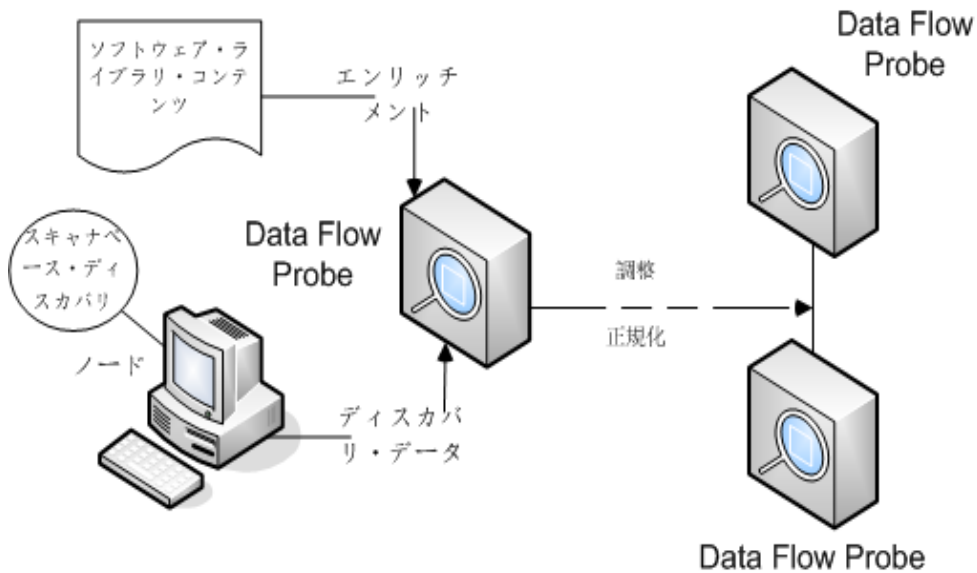 ソフトウェア・ラ
イブラリ・コンテ
ンツ
エンリッチ
メント
Data Flow
Probe
スキャナベ
ース・ディ
スカバリ
Data Flow
Probe
ノード
調整
正規化
ディスカバ
リ・データ
Data Flow Probe